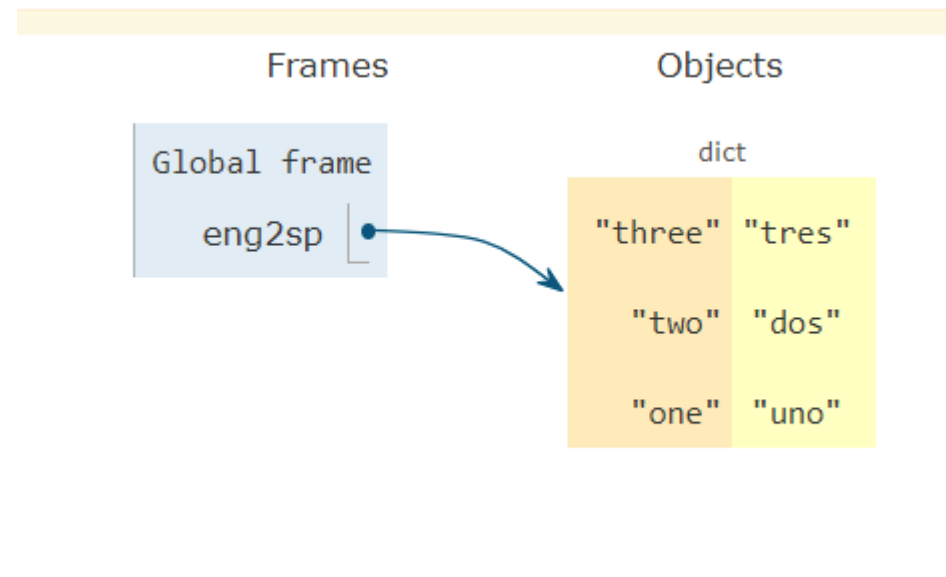 Frames Objects
Global frame
eng2sp
dict
"three" "tres"
"two" "dos"
"one" "uno"